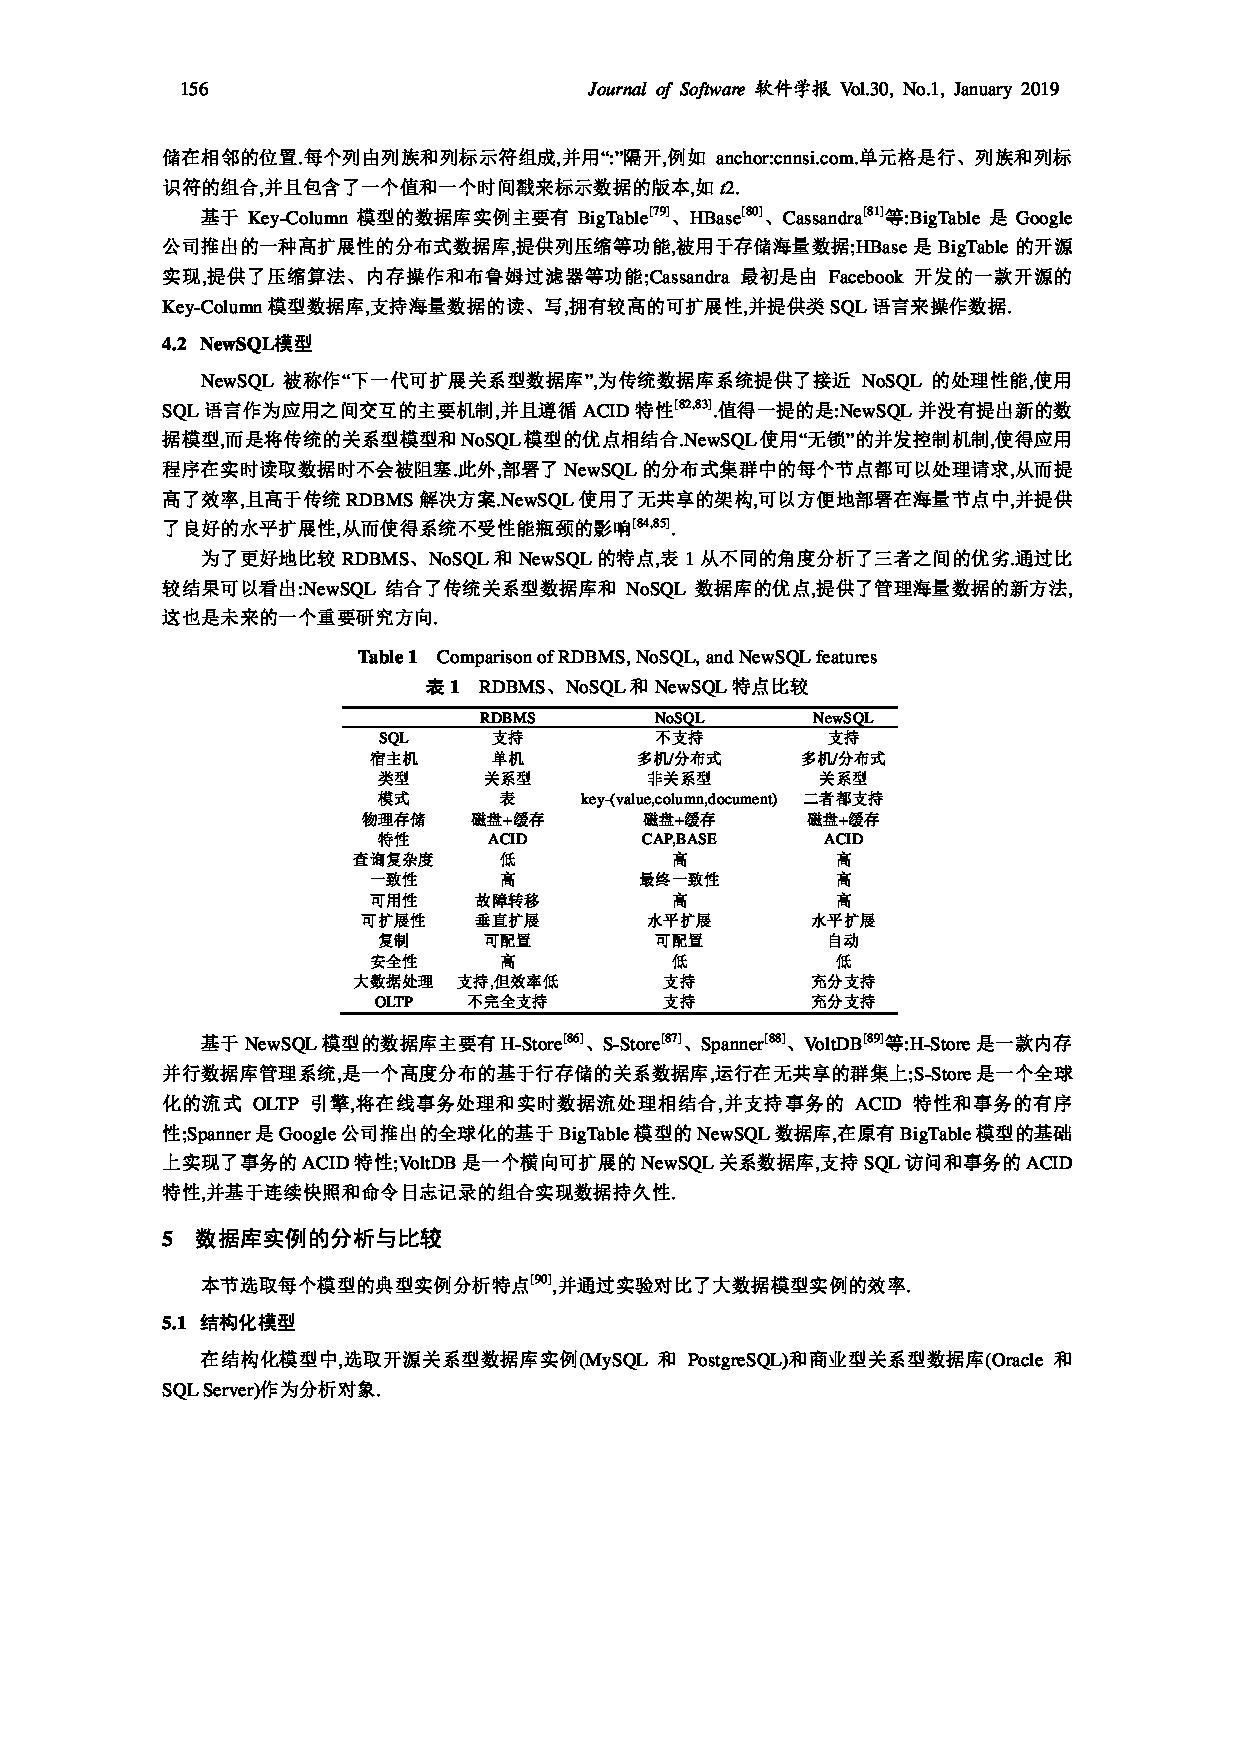 156 Journal of Software 软件学报 Vol.30, No.1, January 2019
储在相邻的位置.每个列由列族和列标示符组成,并用“:”隔开,例如 anchor:cnnsi.com.单元格是行、列族和列标
识符的组合,并且包含了一个值和一个时间戳来标示数据的版本,如 t2.
基于 Key-Column 模型的数据库实例主要有 BigTable[79]、HBase[80]、Cassandra[81]等:BigTable 是 Google
公司推出的一种高扩展性的分布式数据库,提供列压缩等功能,被用于存储海量数据;HBase 是 BigTable 的开源
实现,提供了压缩算法、内存操作和布鲁姆过滤器等功能;Cassandra 最初是由 Facebook 开发的一款开源的
Key-Column 模型数据库,支持海量数据的读、写,拥有较高的可扩展性,并提供类 SQL 语言来操作数据.
4.2 NewSQL模型
NewSQL 被称作“下一代可扩展关系型数据库”,为传统数据库系统提供了接近 NoSQL 的处理性能,使用
SQL 语言作为应用之间交互的主要机制,并且遵循 ACID 特性[82,83].值得一提的是:NewSQL 并没有提出新的数
据模型,而是将传统的关系型模型和 NoSQL 模型的优点相结合.NewSQL 使用“无锁”的并发控制机制,使得应用
程序在实时读取数据时不会被阻塞.此外,部署了 NewSQL 的分布式集群中的每个节点都可以处理请求,从而提
高了效率,且高于传统 RDBMS 解决方案.NewSQL 使用了无共享的架构,可以方便地部署在海量节点中,并提供
了良好的水平扩展性,从而使得系统不受性能瓶颈的影响[84,85].
为了更好地比较 RDBMS、NoSQL 和 NewSQL 的特点,表 1 从不同的角度分析了三者之间的优劣.通过比
较结果可以看出:NewSQL 结合了传统关系型数据库和 NoSQL 数据库的优点,提供了管理海量数据的新方法,
这也是未来的一个重要研究方向.
Table 1 Comparison of RDBMS, NoSQL, and NewSQL features
表 1 RDBMS、NoSQL 和 NewSQL 特点比较
RDBMS NoSQL NewSQL
SQL 支持 不支持 支持
宿主机 单机 多机/分布式 多机/分布式
类型 关系型 非关系型 关系型
模式 表 key-(value,column,document) 二者都支持
物理存储 磁盘+缓存 磁盘+缓存 磁盘+缓存
特性 ACID CAP,BASE ACID
查询复杂度 低 高 高
一致性 高 最终一致性 高
可用性 故障转移 高 高
可扩展性 垂直扩展 水平扩展 水平扩展
复制 可配置 可配置 自动
安全性 高 低 低
大数据处理 支持,但效率低 支持 充分支持
OLTP 不完全支持 支持 充分支持
基于 NewSQL 模型的数据库主要有 H-Store[86]、S-Store[87]、Spanner[88]、VoltDB[89]等:H-Store 是一款内存
并行数据库管理系统,是一个高度分布的基于行存储的关系数据库,运行在无共享的群集上;S-Store 是一个全球
化的流式 OLTP 引擎,将在线事务处理和实时数据流处理相结合,并支持事务的 ACID 特性和事务的有序
性;Spanner 是 Google 公司推出的全球化的基于 BigTable 模型的 NewSQL 数据库,在原有 BigTable 模型的基础
上实现了事务的 ACID 特性;VoltDB 是一个横向可扩展的 NewSQL 关系数据库,支持 SQL 访问和事务的 ACID
特性,并基于连续快照和命令日志记录的组合实现数据持久性.
5 数据库实例的分析与比较
本节选取每个模型的典型实例分析特点[90],并通过实验对比了大数据模型实例的效率.
5.1 结构化模型
在结构化模型中,选取开源关系型数据库实例(MySQL 和 PostgreSQL)和商业型关系型数据库(Oracle 和
SQL Server)作为分析对象.